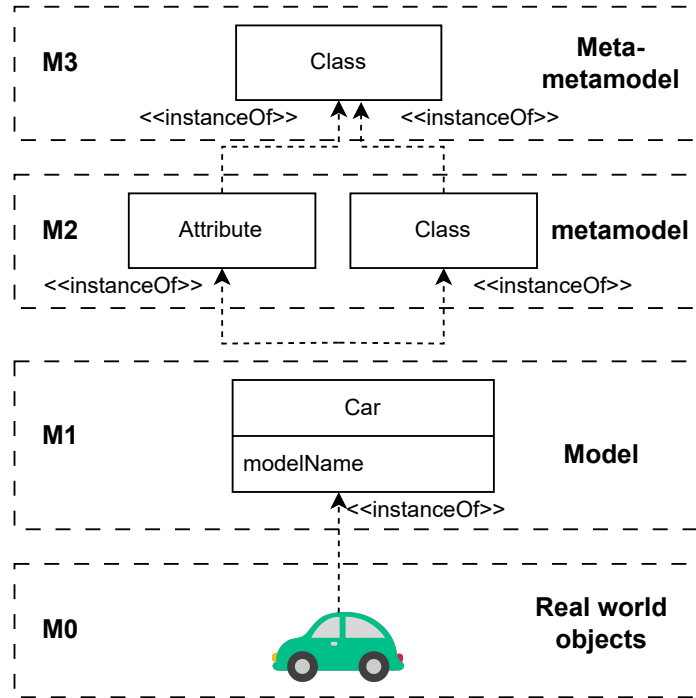 M3
Class
Meta-
metamodel
<<instanceOf>>
<<instanceOf>>
M2
Attribute
Class
metamodel
<<instanceOf>>
<<instanceOf>>
M1
Car
modelName
Model
<<instanceOf>>
M0
Real world
objects